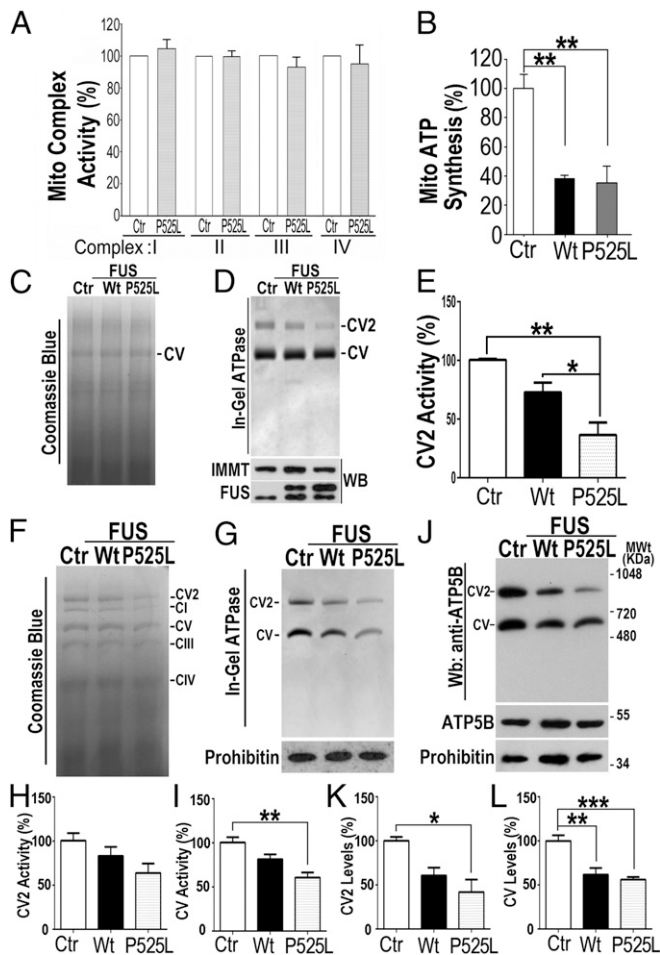 A
Mito Complex
Activity (%)
120
100
80
60
40
20
0
Ctr P525L Ctr P525L Ctr P525L Ctr P525L
Complex :I II III IV
B
Mito ATP
Synthesis (%)
120
100
80
60
40
20
0
** **
Ctr Wt P525L
C
FUS
Ctr Wt P525L
Coomassie Blue
CV
D
FUS
Ctr Wt P525L
In-Gel ATPase
CV2
CV
IMMT
FUS
WB
E
CV2 Activity (%)
150
100
50
0
**
*
Ctr Wt P525L
F
FUS
Ctr Wt P525L
Coomassie Blue
CV2
CI
CV
CIII
CIV
G
FUS
Ctr Wt P525L
In-Gel ATPase
CV2
CV
Prohibitin
J
FUS
Ctr Wt P525L
MWt
(KDa)
Wb: anti-ATP5B
CV2
CV
1048
720
480
ATP5B
55
Prohibitin
34
H
CV2 Activity (%)
150
100
50
0
Ctr Wt P525L
I
CV Activity (%)
150
100
50
0
**
Ctr Wt P525L
K
CV2 Levels (%)
150
100
50
0
*
Ctr Wt P525L
L
CV Levels (%)
150
100
50
0
***
**
Ctr Wt P525L